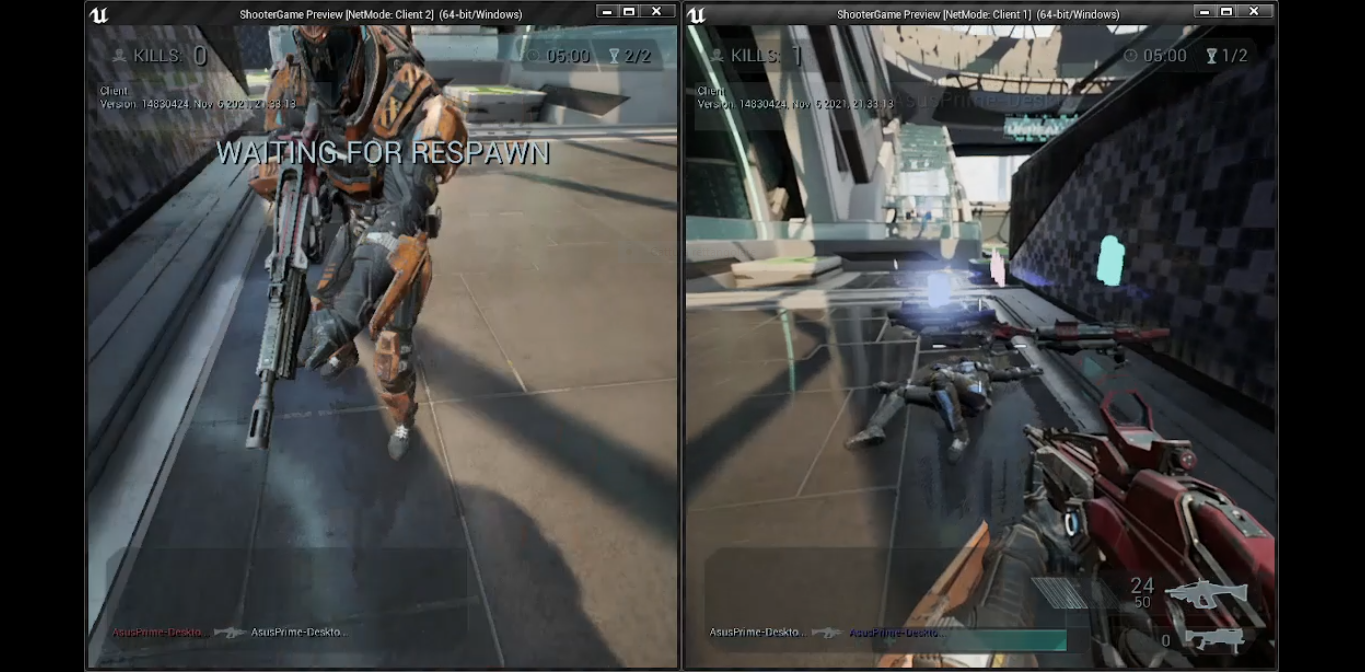 ShooterGame Preview [NetMode: Client 2] (64-bit/Windows)
KILLS: 0
05:00
2/2
Client
Version: 14830424. Nov 6 2021, 21:33:13
WAITING FOR RESPAWN
AsusPrime-Deskto... AsusPrime-Deskto...
ShooterGame Preview [NetMode: Client 1] (64-bit/Windows)
KILLS: 1
05:00
1/2
Client
Version: 14830424. Nov 6 2021, 21:33:13
AsusPrime-Deskto
24
50
0
AsusPrime-Deskto... AsusPrime-Deskto...